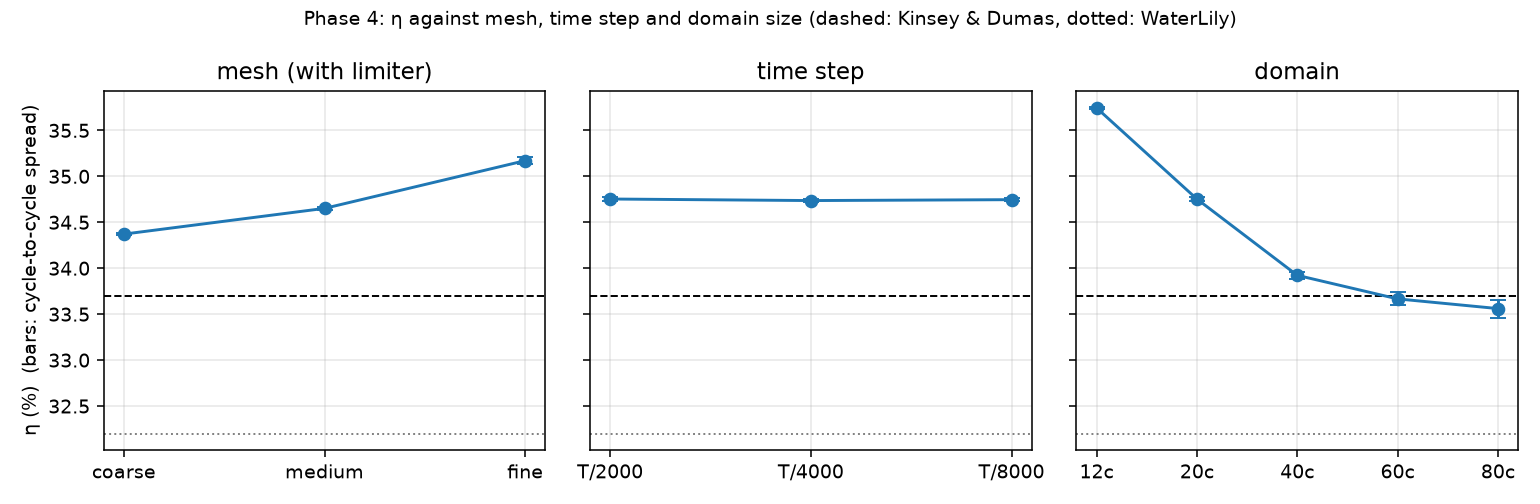 Phase 4: η against mesh, time step and domain size (dashed: Kinsey & Dumas, dotted: WaterLily)
mesh (with limiter)
time step
domain
η (%)  (bars: cycle-to-cycle spread)
35.5
35.0
34.5
34.0
33.5
33.0
32.5
coarse
medium
fine
T/2000
T/4000
T/8000
12c
20c
40c
60c
80c